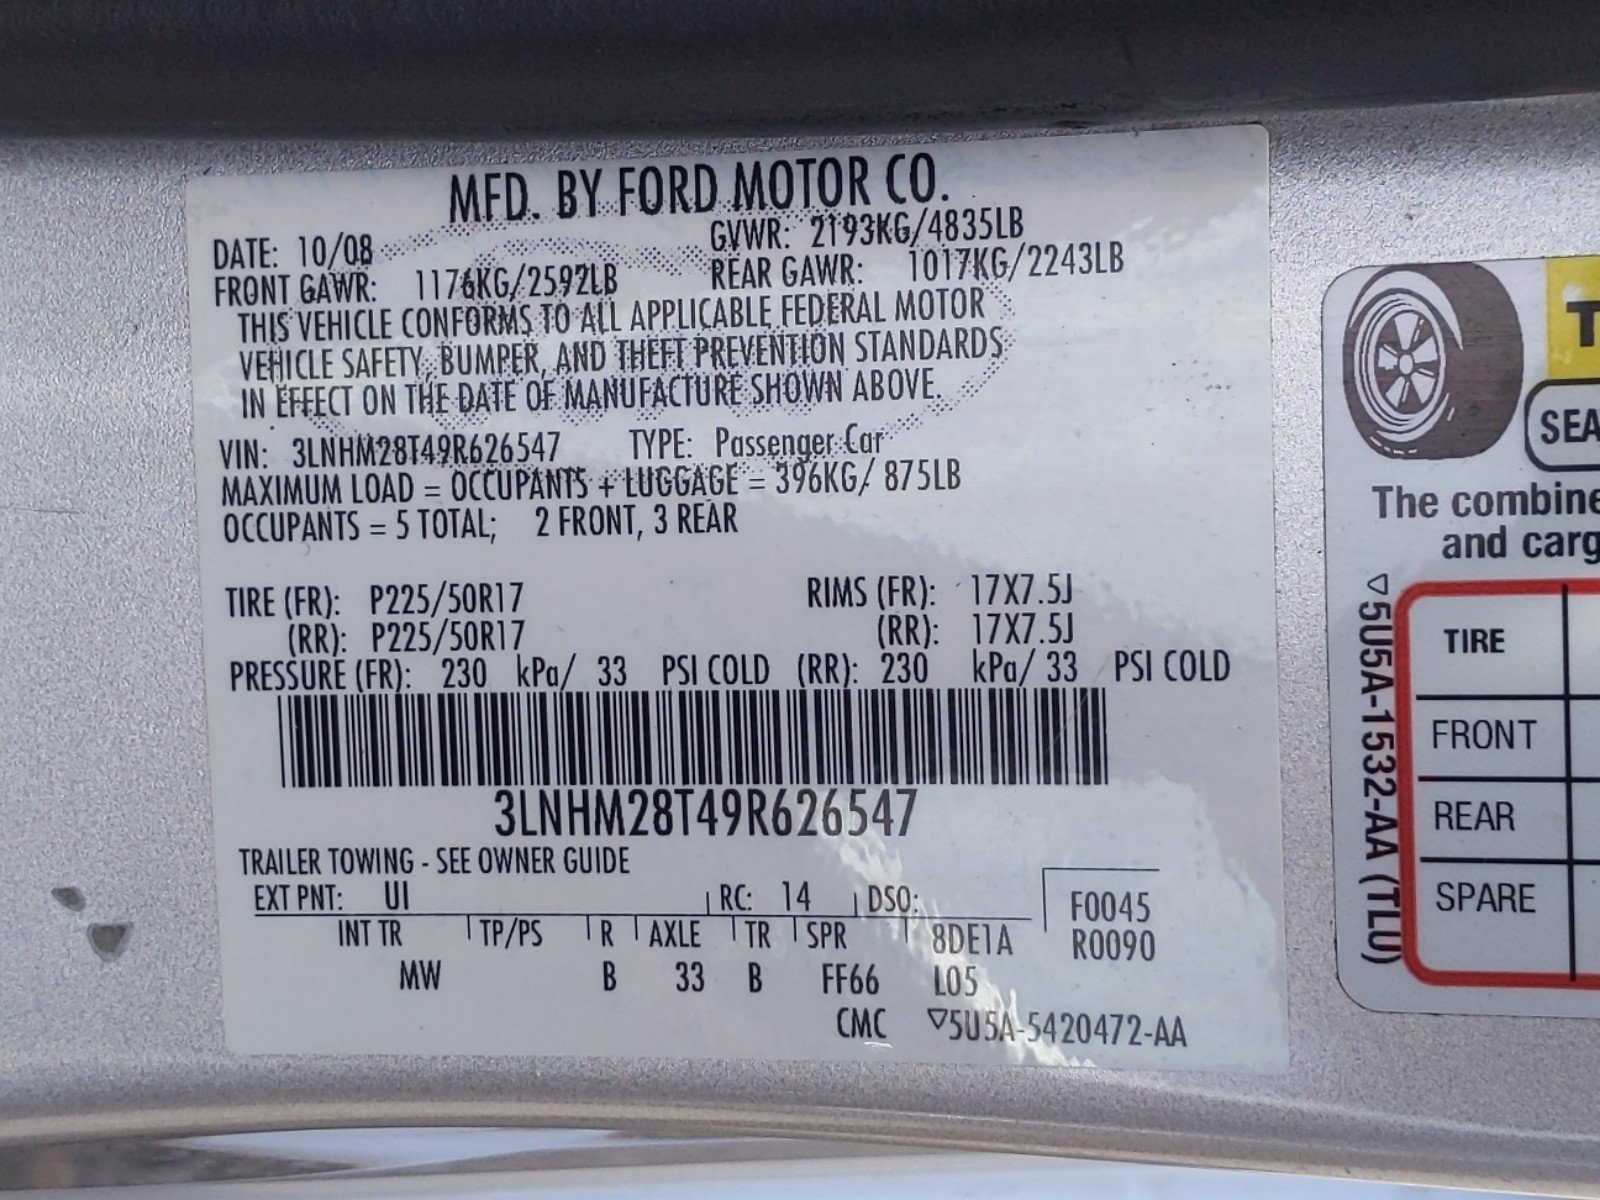 MFD. BY FORD MOTOR CO.
DATE: 10/08 GVWR: 2193KG/4835LB
FRONT GAWR: 1176KG/2592LB REAR GAWR: 1017KG/2243LB
THIS VEHICLE CONFORMS TO ALL APPLICABLE FEDERAL MOTOR
VEHICLE SAFETY, BUMPER, AND THEFT PREVENTION STANDARDS
IN EFFECT ON THE DATE OF MANUFACTURE SHOWN ABOVE.
VIN: 3LNHM28T49R626547 TYPE: Passenger Car
MAXIMUM LOAD = OCCUPANTS + LUGGAGE = 396KG/ 875LB
OCCUPANTS = 5 TOTAL; 2 FRONT, 3 REAR
TIRE (FR): P225/50R17 RIMS (FR): 17X7.5J
(RR): P225/50R17 (RR): 17X7.5J
PRESSURE (FR): 230 kPa/ 33 PSI COLD (RR): 230 kPa/ 33 PSI COLD
3LNHM28T49R626547
TRAILER TOWING - SEE OWNER GUIDE
EXT PNT: UI RC: 14 DSO: F0045
INT TR TP/PS R AXLE TR SPR 8DE1A R0090
MW B 33 B FF66 L05
CMC ▽5U5A-5420472-AA
T
SEA
The combine
and carg
▽5U5A-1532-AA (TLU)
TIRE
FRONT
REAR
SPARE